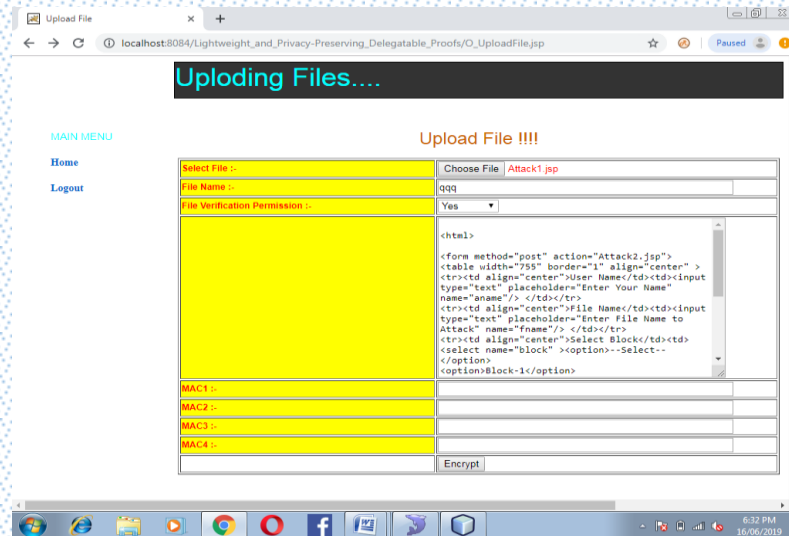 Upload File
localhost:8084/Lightweight_and_Privacy-Preserving_Delegatable_Proofs/O_UploadFile.jsp
Paused
Uploding Files....
MAIN MENU
Home
Logout
Upload File !!!!
Select File :-
Choose File Attack1.jsp
File Name :-
qqq
File Verification Permission :-
Yes
<html>
<form method="post" action="Attack2.jsp">
<table width="755" border="1" align="center" >
<tr><td align="center">User Name</td><td><input
type="text" placeholder="Enter Your Name"
name="aname"/> </td></tr>
<tr><td align="center">File Name</td><td><input
type="text" placeholder="Enter File Name to
Attack" name="fname"/> </td></tr>
<tr><td align="center">Select Block</td><td>
<select name="block" ><option>--Select--
</option>
<option>Block-1</option>
MAC1 :-
MAC2 :-
MAC3 :-
MAC4 :-
Encrypt
6:32 PM
16/06/2019